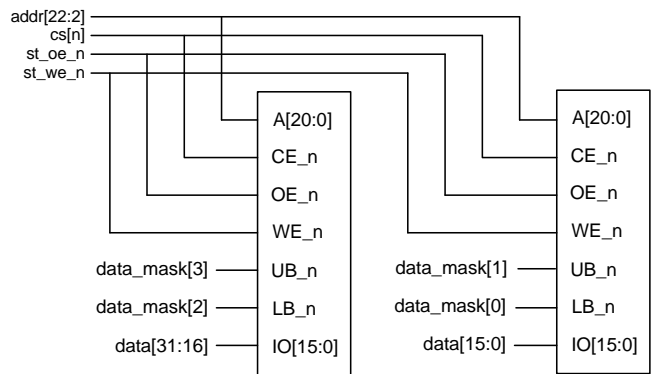 addr[22:2]
cs[n]
st_oe_n
st_we_n
A[20:0]
CE_n
OE_n
WE_n
data_mask[3]
UB_n
data_mask[2]
LB_n
data[31:16]
IO[15:0]
A[20:0]
CE_n
OE_n
WE_n
data_mask[1]
UB_n
data_mask[0]
LB_n
data[15:0]
IO[15:0]